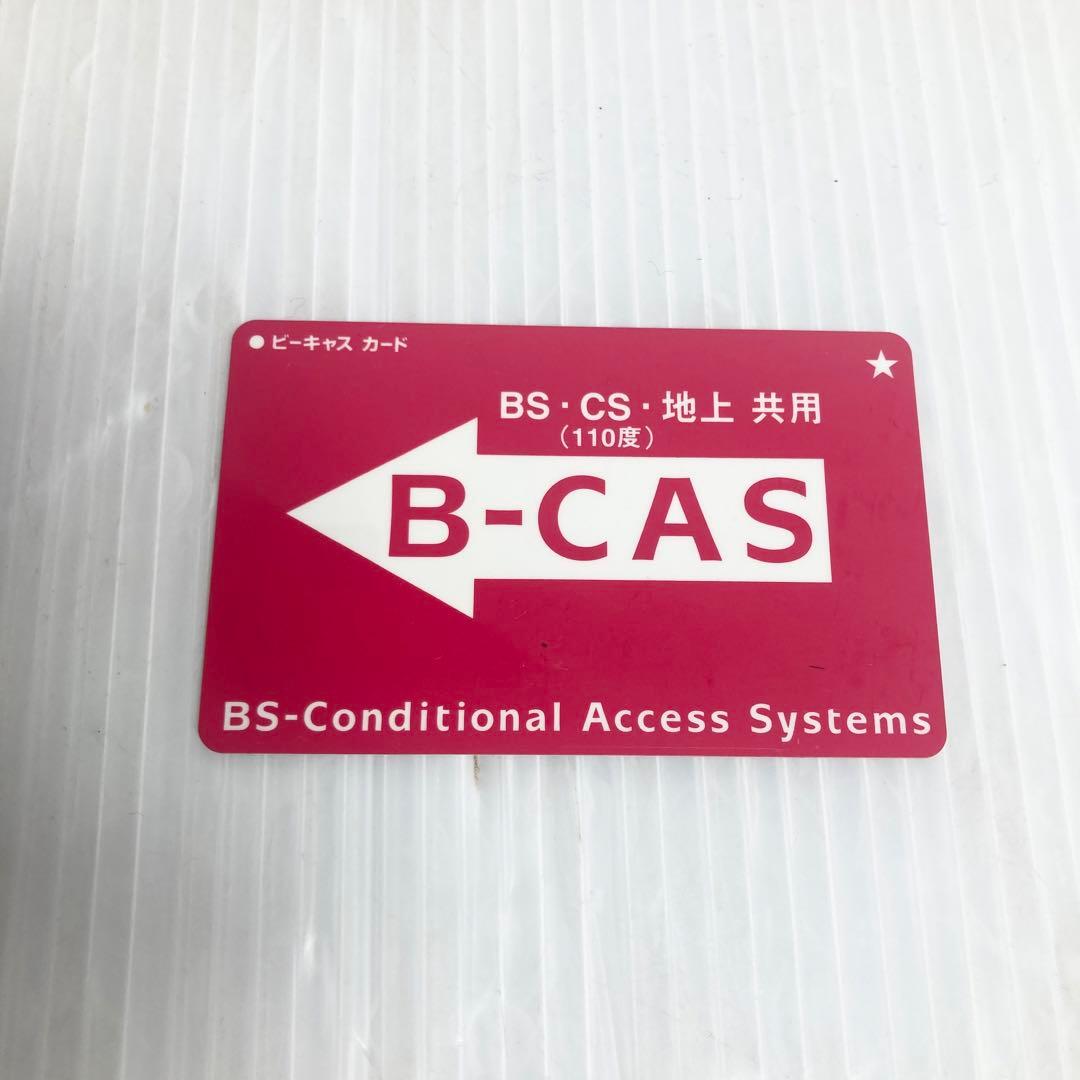 ● ビーキャス カード
★
BS・CS・地上 共用
（110度）
B-CAS
BS-Conditional Access Systems